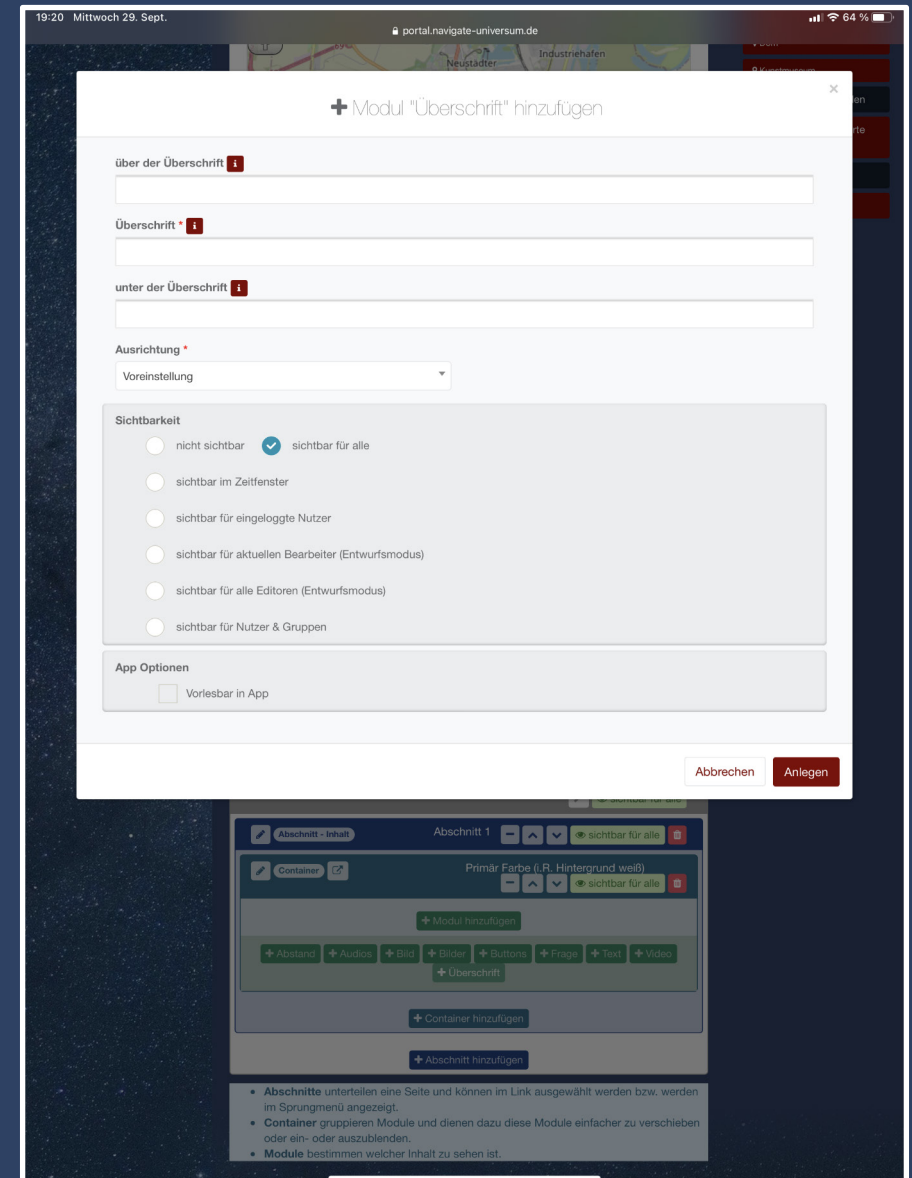 19:20 Mittwoch 29. Sept.
64 %
portal.navigate-universum.de
Industriehafen
Neustädter
Kunstmuseum
×
Modul "Überschrift" hinzufügen
über der Überschrift i
Überschrift * i
unter der Überschrift i
Ausrichtung *
Voreinstellung
Sichtbarkeit
nicht sichtbar sichtbar für alle
sichtbar im Zeitfenster
sichtbar für eingeloggte Nutzer
sichtbar für aktuellen Bearbeiter (Entwurfsmodus)
sichtbar für alle Editoren (Entwurfsmodus)
sichtbar für Nutzer & Gruppen
App Optionen
Vorlesbar in App
Abbrechen Anlegen
sichtbar für alle
Abschnitt - Inhalt Abschnitt 1 sichtbar für alle
Container Primär Farbe (i.R. Hintergrund weiß)
sichtbar für alle
+ Modul hinzufügen
+ Abstand + Audios + Bild + Bilder + Buttons + Frage + Text + Video
+ Überschrift
+ Container hinzufügen
+ Abschnitt hinzufügen
• Abschnitte unterteilen eine Seite und können im Link ausgewählt werden bzw. werden
im Sprungmenü angezeigt.
• Container gruppieren Module und dienen dazu diese Module einfacher zu verschieben
oder ein- oder auszublenden.
• Module bestimmen welcher Inhalt zu sehen ist.